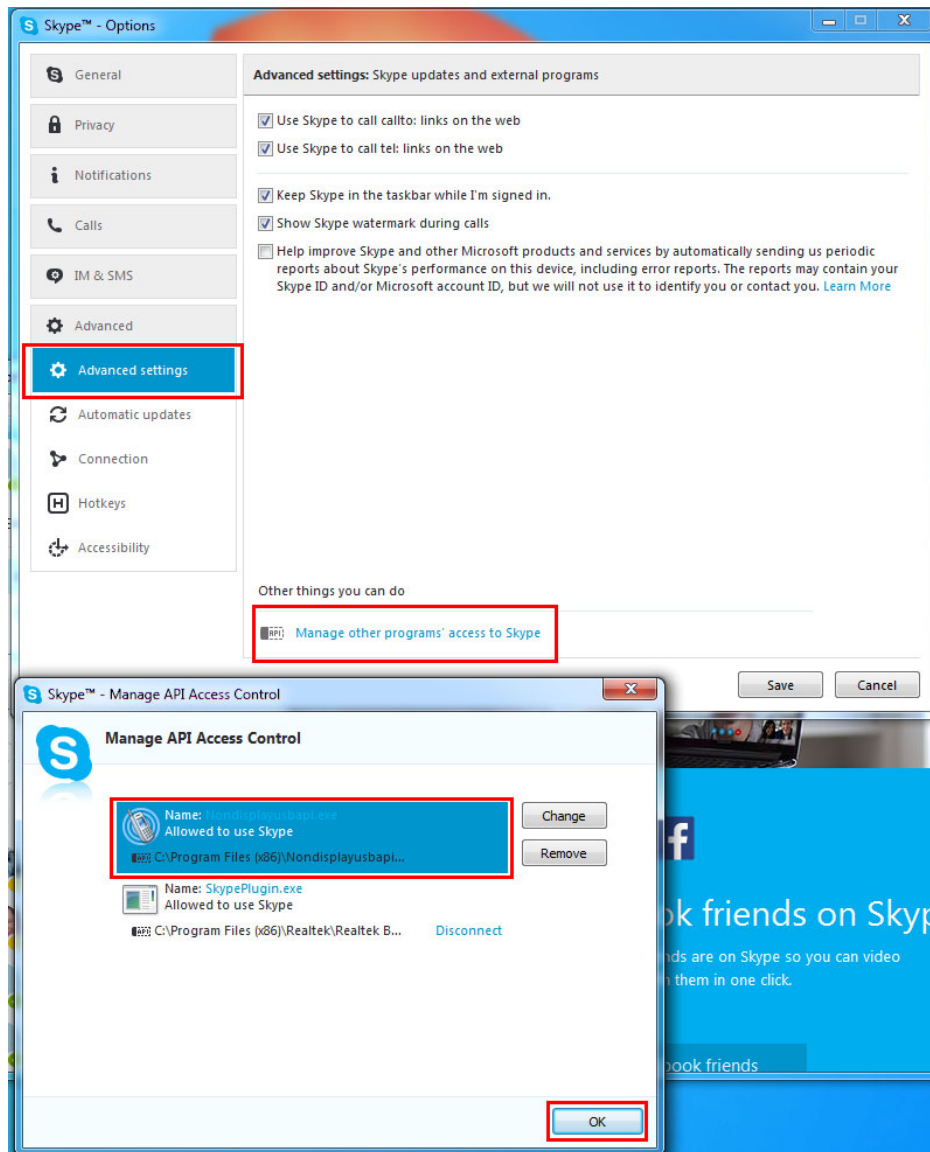 Skype™ - Options
General
Privacy
Notifications
Calls
IM & SMS
Advanced
Advanced settings
Automatic updates
Connection
Hotkeys
Accessibility
Advanced settings: Skype updates and external programs
Use Skype to call callto: links on the web
Use Skype to call tel: links on the web
Keep Skype in the taskbar while I'm signed in.
Show Skype watermark during calls
Help improve Skype and other Microsoft products and services by automatically sending us periodic
reports about Skype's performance on this device, including error reports. The reports may contain your
Skype ID and/or Microsoft account ID, but we will not use it to identify you or contact you. Learn More
Other things you can do
API Manage other programs' access to Skype
Save Cancel
Skype™ - Manage API Access Control
Manage API Access Control
Name: Nondisplayusbapi.exe
Allowed to use Skype
API C:\Program Files (x86)\Nondisplayusbapi...
Change
Remove
Name: SkypePlugin.exe
Allowed to use Skype
API C:\Program Files (x86)\Realtek\Realtek B... Disconnect
OK
ok friends on Skyp
nds are on Skype so you can video
them in one click.
book friends